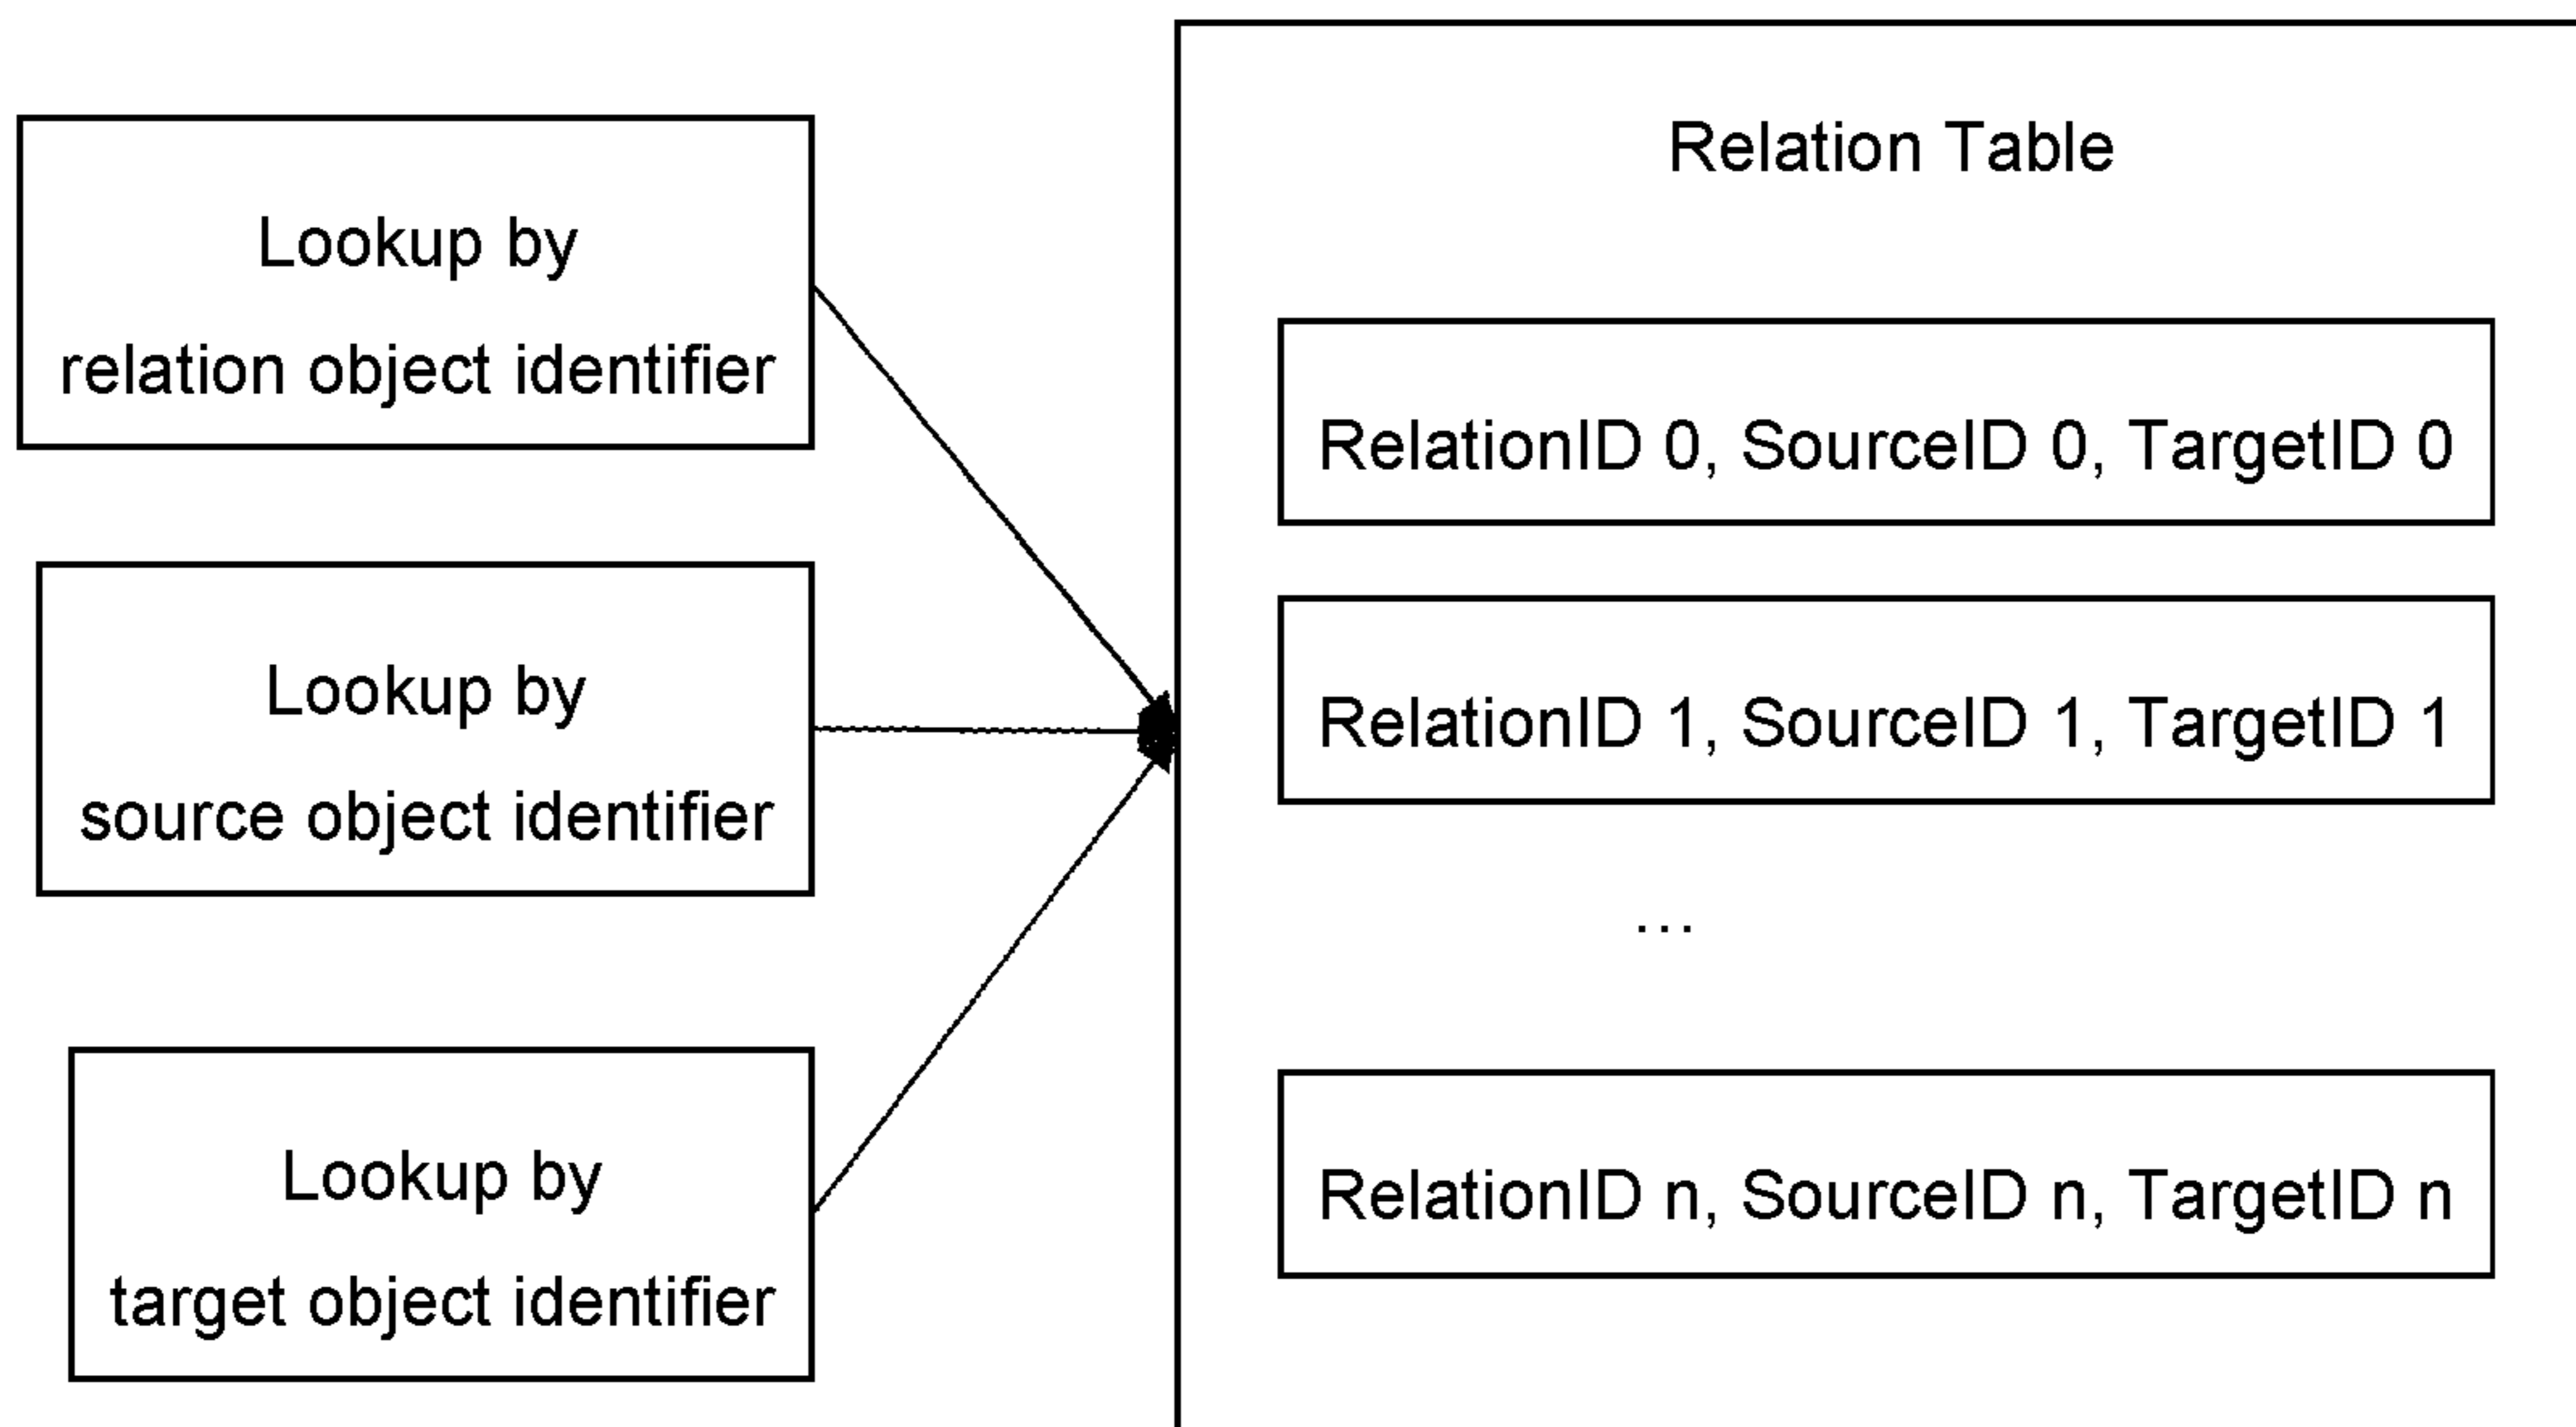 Lookup by
relation object identifier
Lookup by
source object identifier
Lookup by
target object identifier
Relation Table
RelationID 0, SourceID 0, TargetID 0
RelationID 1, SourceID 1, TargetID 1
...
RelationID n, SourceID n, TargetID n